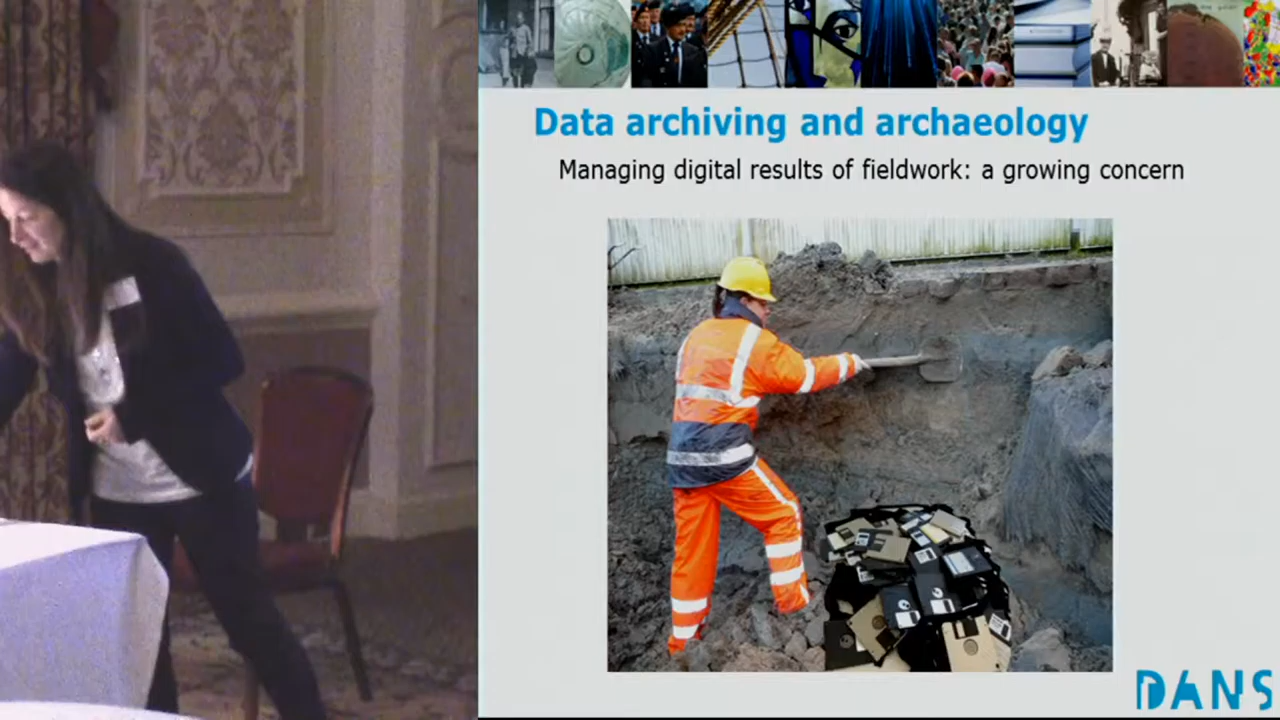 Data archiving and archaeology
Managing digital results of fieldwork: a growing concern
DANS